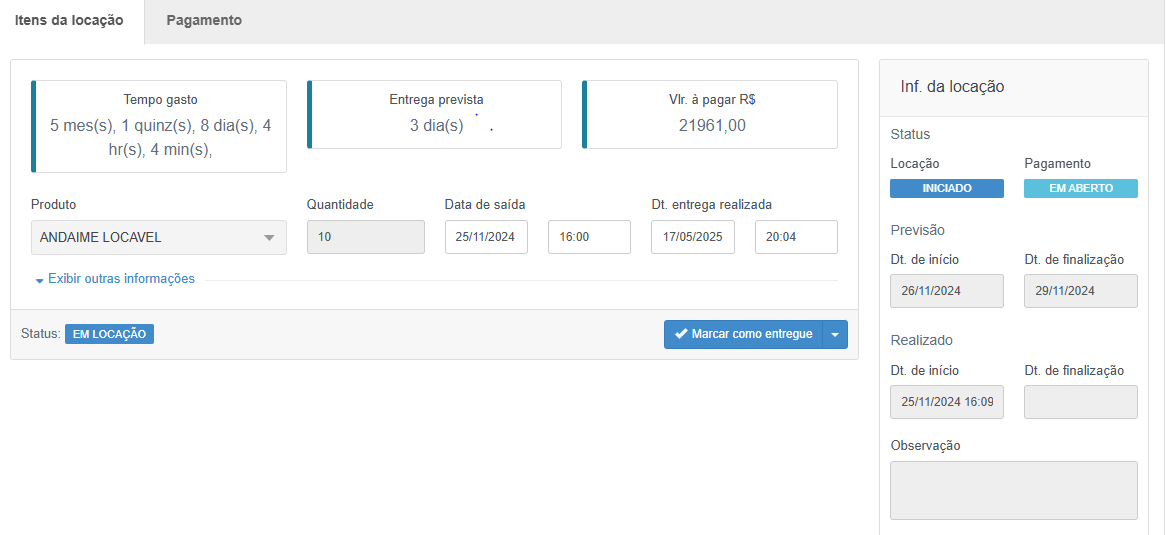 Itens da locação
Pagamento
Tempo gasto
5 mes(s), 1 quinz(s), 8 dia(s), 4
hr(s), 4 min(s),
Entrega prevista
3 dia(s)
Vlr. à pagar R$
21961,00
Produto
ANDAIME LOCAVEL
Quantidade
10
Data de saída
25/11/2024
16:00
Dt. entrega realizada
17/05/2025
20:04
Exibir outras informações
Status: EM LOCAÇÃO
Marcar como entregue
Inf. da locação
Status
Locação
INICIADO
Pagamento
EM ABERTO
Previsão
Dt. de início
26/11/2024
Dt. de finalização
29/11/2024
Realizado
Dt. de início
25/11/2024 16:09
Dt. de finalização
Observação